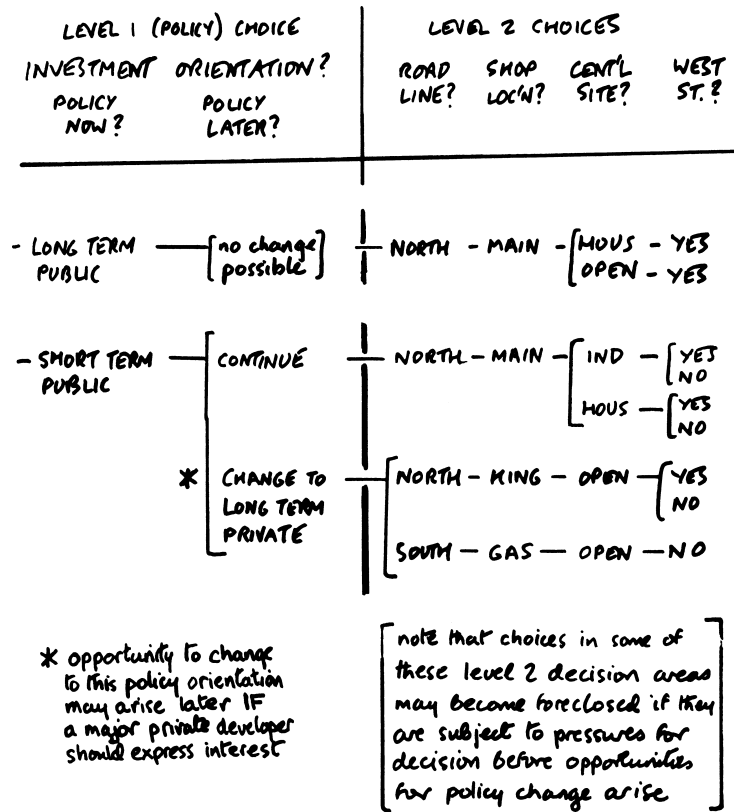 LEVEL 1 (POLICY) CHOICE
INVESTMENT ORIENTATION?
POLICY NOW?
POLICY LATER?
LEVEL 2 CHOICES
ROAD LINE?
SHOP LOC'N?
CENT'L SITE?
WEST ST.?
- LONG TERM PUBLIC
[no change possible]
NORTH - MAIN - HOUS - YES
OPEN - YES
- SHORT TERM PUBLIC
CONTINUE
NORTH - MAIN - IND - YES
NO
HOUS - YES
NO
* CHANGE TO
LONG TERM
PRIVATE
NORTH - KING - OPEN - YES
NO
SOUTH - GAS - OPEN - NO
* opportunity to change
to this policy orientation
may arise later IF
a major private developer
should express interest
[note that choices in some of
these level 2 decision areas
may become foreclosed if they
are subject to pressures for
decision before opportunities
for policy change arise]